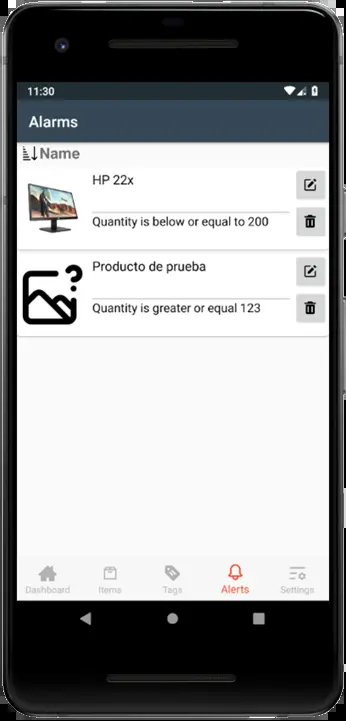 11:30
Alarms
Name
HP 22x
Quantity is below or equal to 200
Producto de prueba
Quantity is greater or equal 123
Dashboard
Items
Tags
Alerts
Settings